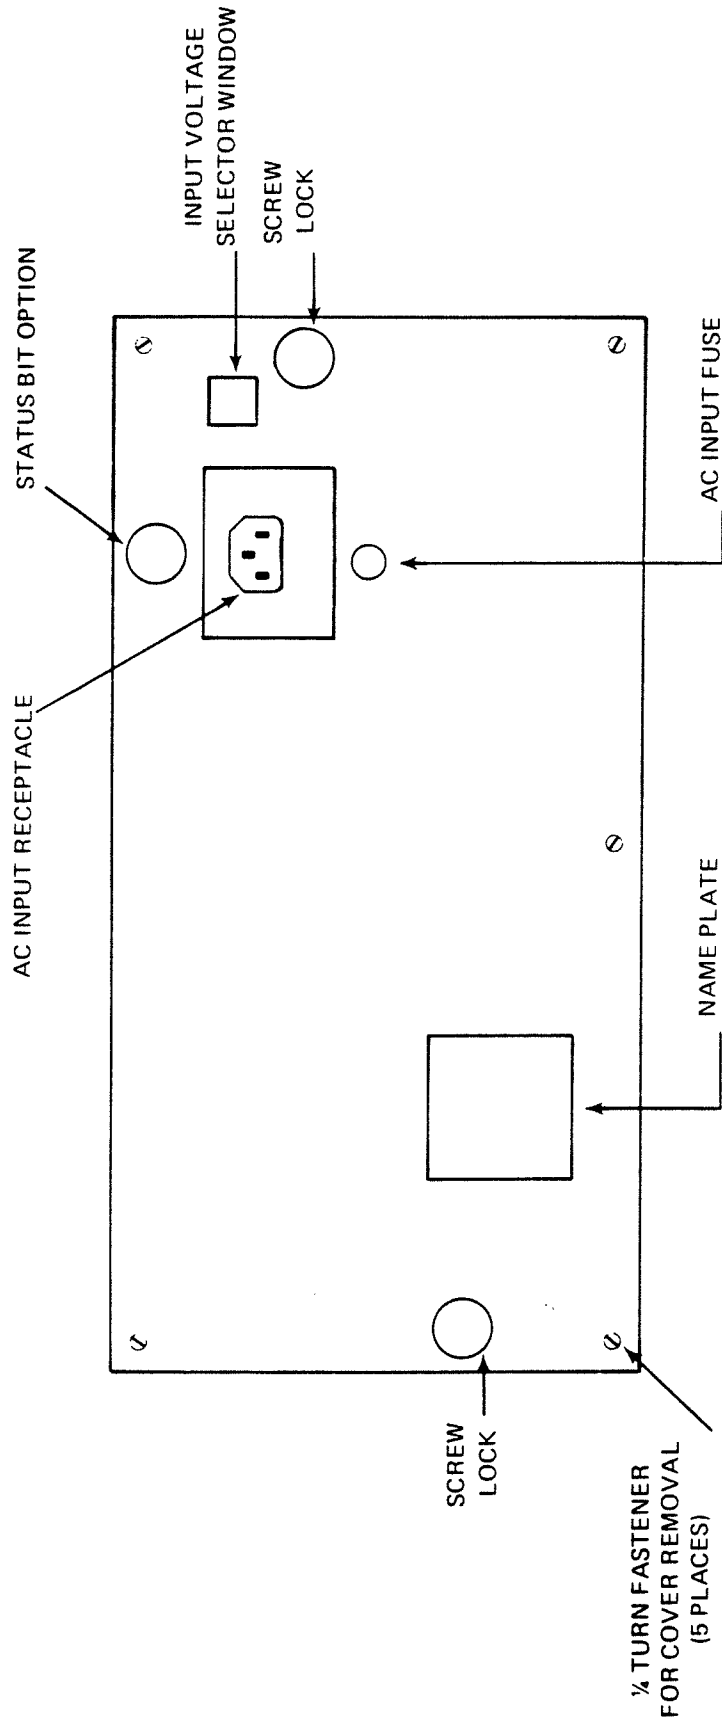 STATUS BIT OPTION
INPUT VOLTAGE
SELECTOR WINDOW
AC INPUT RECEPTACLE
SCREW
LOCK
SCREW
LOCK
¼ TURN FASTENER
FOR COVER REMOVAL
(5 PLACES)
NAME PLATE
AC INPUT FUSE